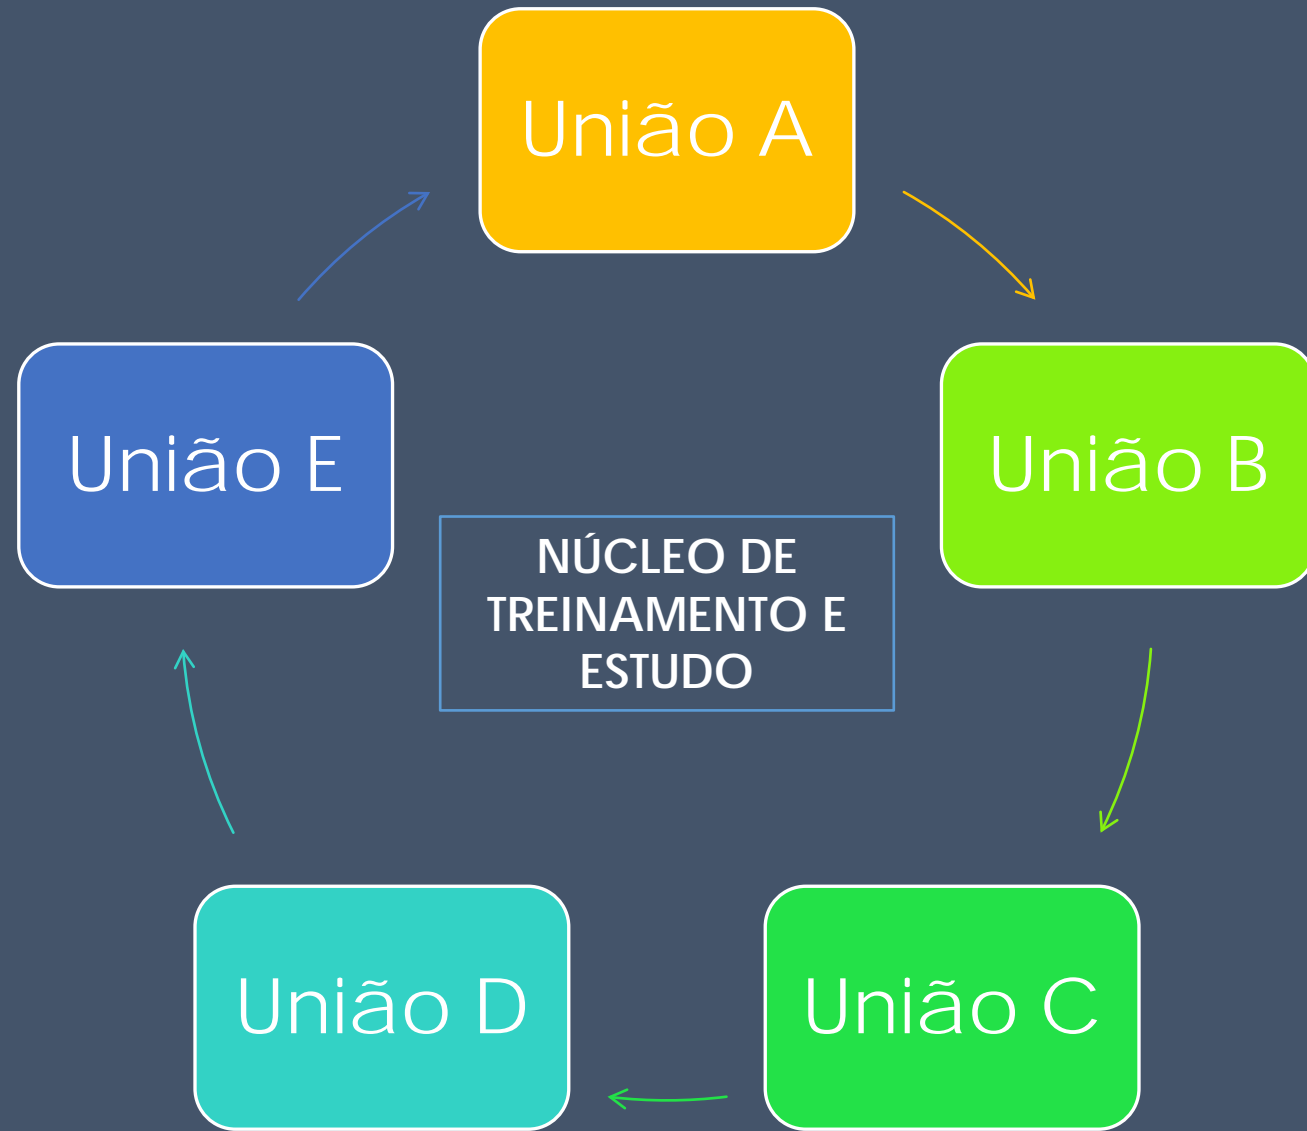 União A
União E
União B
NÚCLEO DE
TREINAMENTO E
ESTUDO
União D
União C